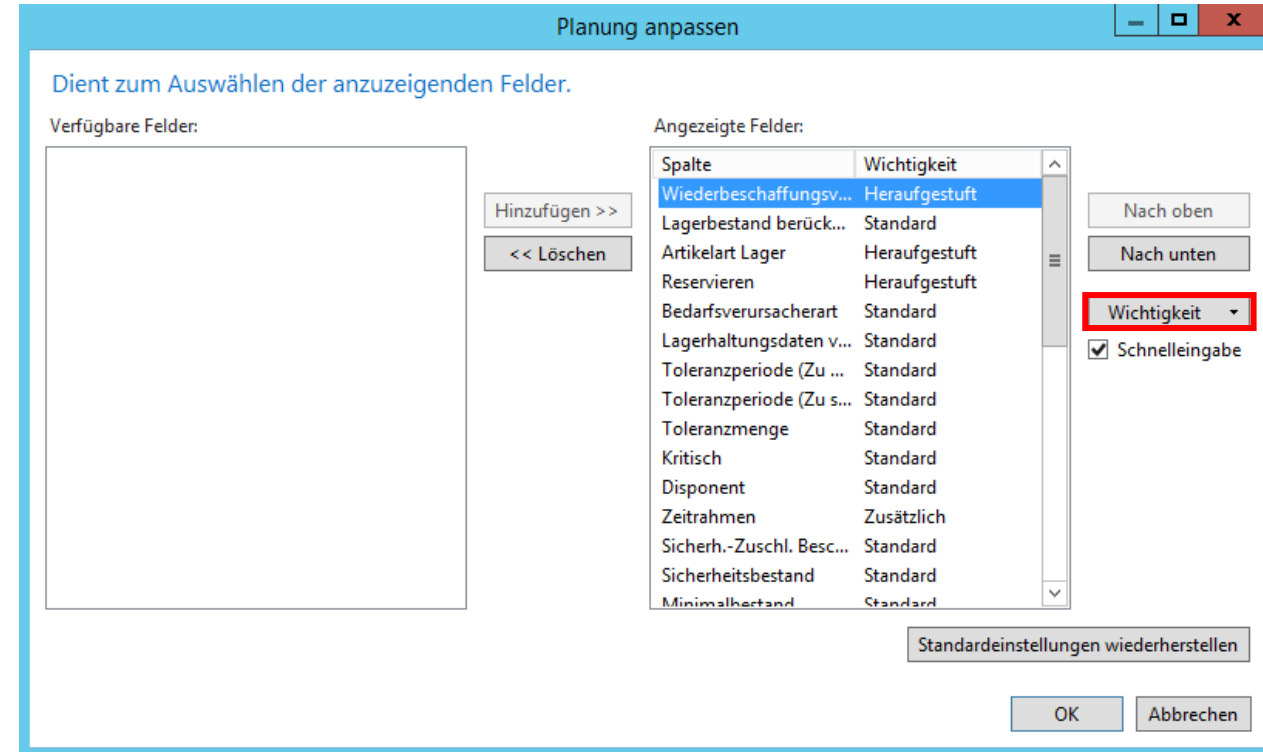 Planung anpassen
Dient zum Auswählen der anzuzeigenden Felder.
Verfügbare Felder:
Hinzufügen >>
<< Löschen
Angezeigte Felder:
Spalte Wichtigkeit
Wiederbeschaffungsv... Heraufgestuft
Lagerbestand berück... Standard
Artikelart Lager Heraufgestuft
Reservieren Heraufgestuft
Bedarfsverursacherart Standard
Lagerhaltungsdaten v... Standard
Toleranzperiode (Zu ... Standard
Toleranzperiode (Zu s... Standard
Toleranzmenge Standard
Kritisch Standard
Disponent Standard
Zeitrahmen Zusätzlich
Sicherh.-Zuschl. Besc... Standard
Sicherheitsbestand Standard
Minimalbestand Standard
Nach oben
Nach unten
Wichtigkeit
Schnelleingabe
Standardeinstellungen wiederherstellen
OK Abbrechen